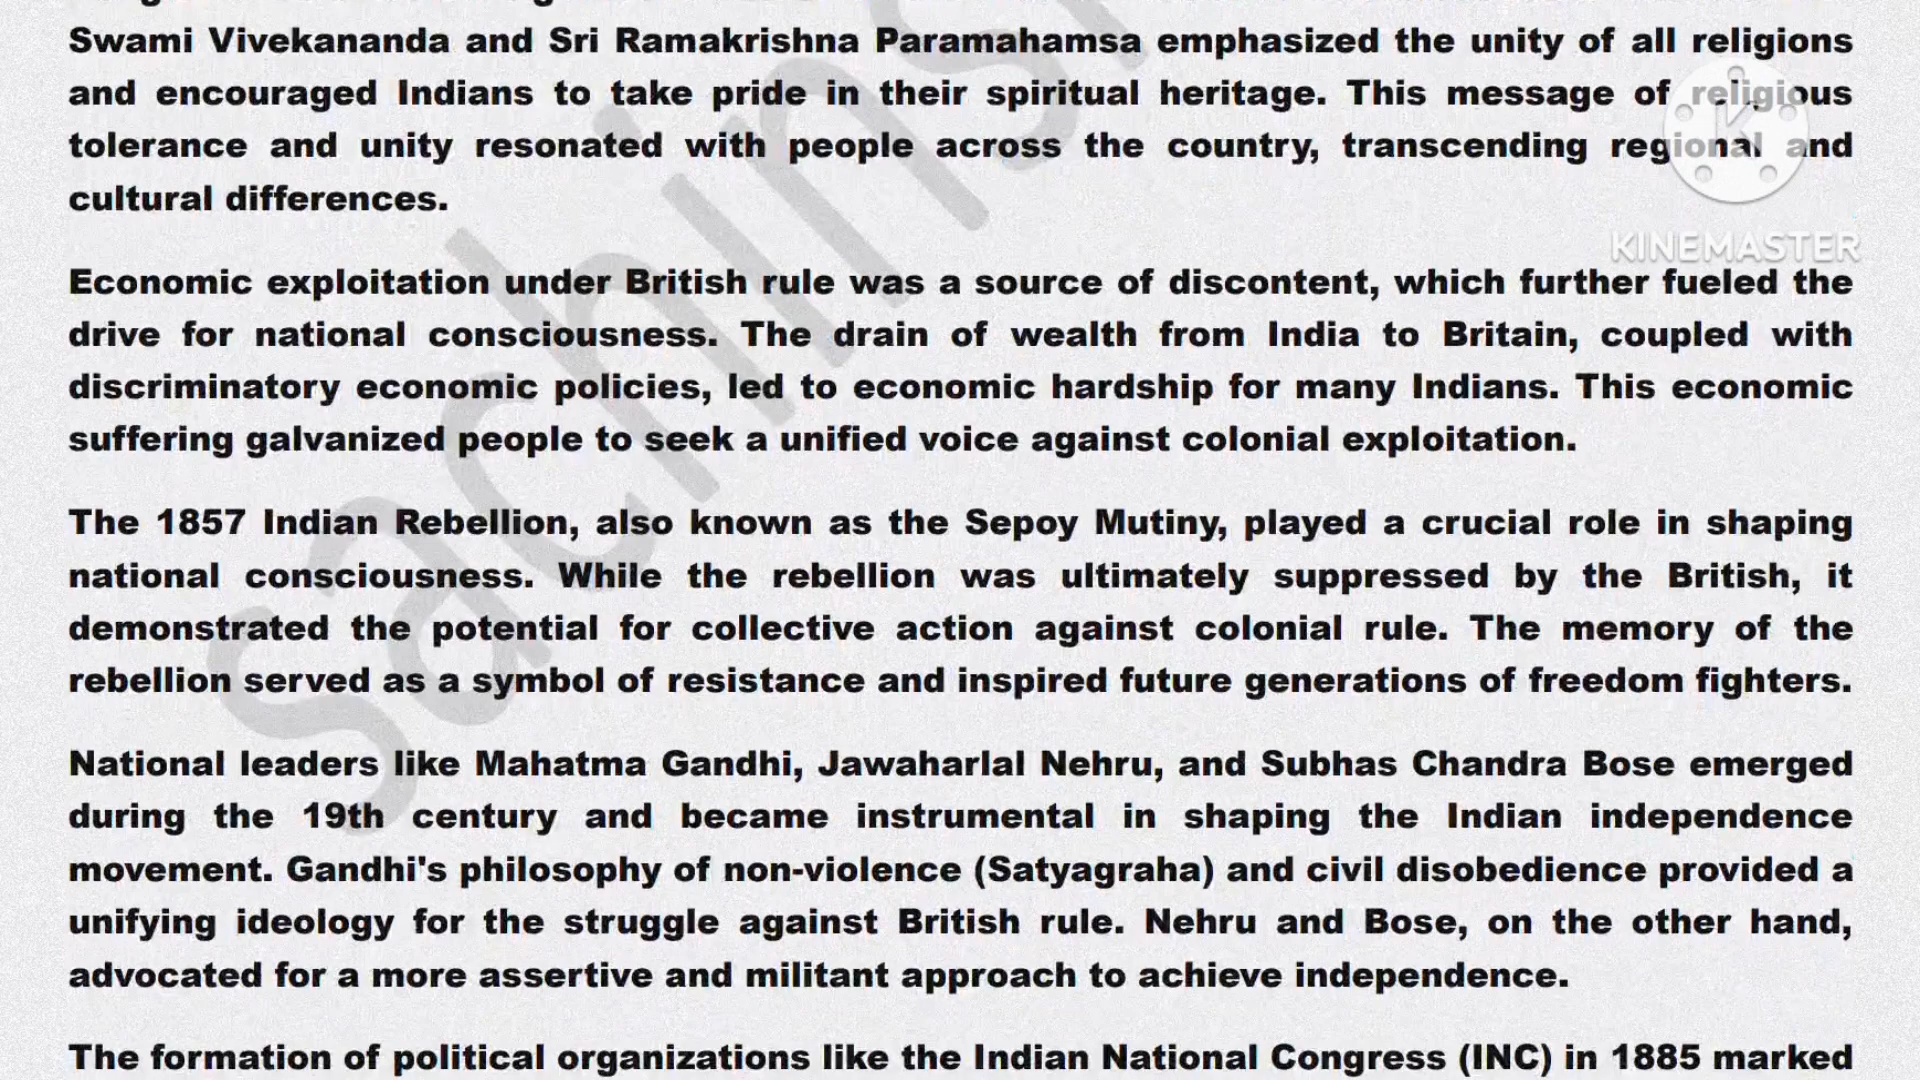 Swami Vivekananda and Sri Ramakrishna Paramahamsa emphasized the unity of all religions
and encouraged Indians to take pride in their spiritual heritage. This message of religious
tolerance and unity resonated with people across the country, transcending regional and
cultural differences.
KINEMASTER
Economic exploitation under British rule was a source of discontent, which further fueled the
drive for national consciousness. The drain of wealth from India to Britain, coupled with
discriminatory economic policies, led to economic hardship for many Indians. This economic
suffering galvanized people to seek a unified voice against colonial exploitation.
The 1857 Indian Rebellion, also known as the Sepoy Mutiny, played a crucial role in shaping
national consciousness. While the rebellion was ultimately suppressed by the British, it
demonstrated the potential for collective action against colonial rule. The memory of the
rebellion served as a symbol of resistance and inspired future generations of freedom fighters.
National leaders like Mahatma Gandhi, Jawaharlal Nehru, and Subhas Chandra Bose emerged
during the 19th century and became instrumental in shaping the Indian independence
movement. Gandhi's philosophy of non-violence (Satyagraha) and civil disobedience provided a
unifying ideology for the struggle against British rule. Nehru and Bose, on the other hand,
advocated for a more assertive and militant approach to achieve independence.
The formation of political organizations like the Indian National Congress (INC) in 1885 marked